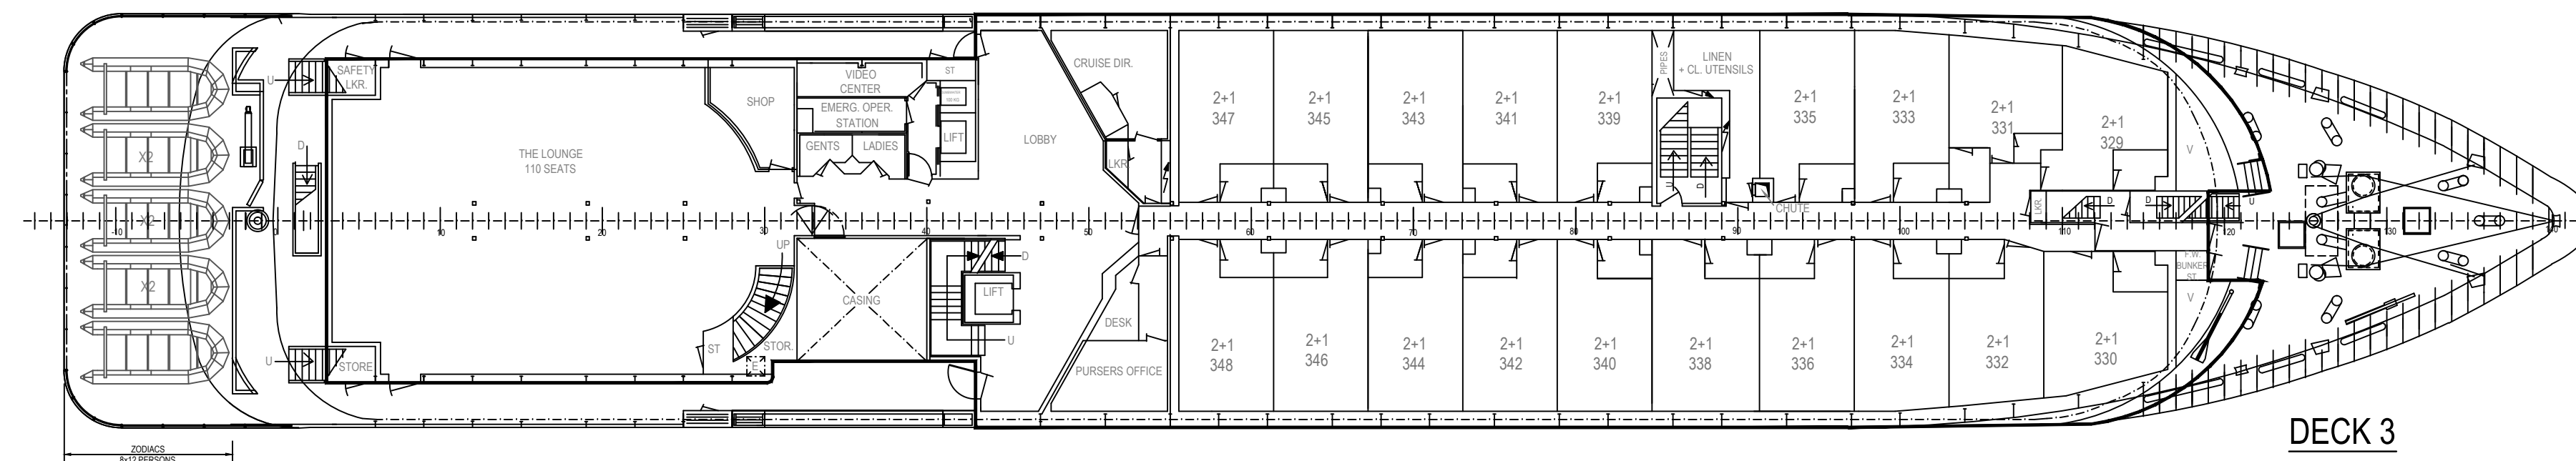 SAFETY
LKR.
U
D
X2
X2
X2
U
STORE
ZODIACS
8x12 PERSONS
THE LOUNGE
110 SEATS
SHOP
VIDEO
CENTER
EMERG. OPER.
STATION
GENTS
LADIES
ST
LIFT
LOBBY
CRUISE DIR.
LKR
UP
ST
STOR.
E
CASING
LIFT
D
U
DESK
PURSERS OFFICE
2+1
347
2+1
345
2+1
343
2+1
341
2+1
339
PIPES
LINEN
+ CL. UTENSILS
U
D
CHUTE
2+1
335
2+1
333
2+1
331
2+1
329
V
LKR.
D
D
U
F.W.
BUNKER
ST
V
-10
0
10
20
30
40
50
60
70
80
90
100
110
120
130
140
2+1
348
2+1
346
2+1
344
2+1
342
2+1
340
2+1
338
2+1
336
2+1
334
2+1
332
2+1
330
DECK 3